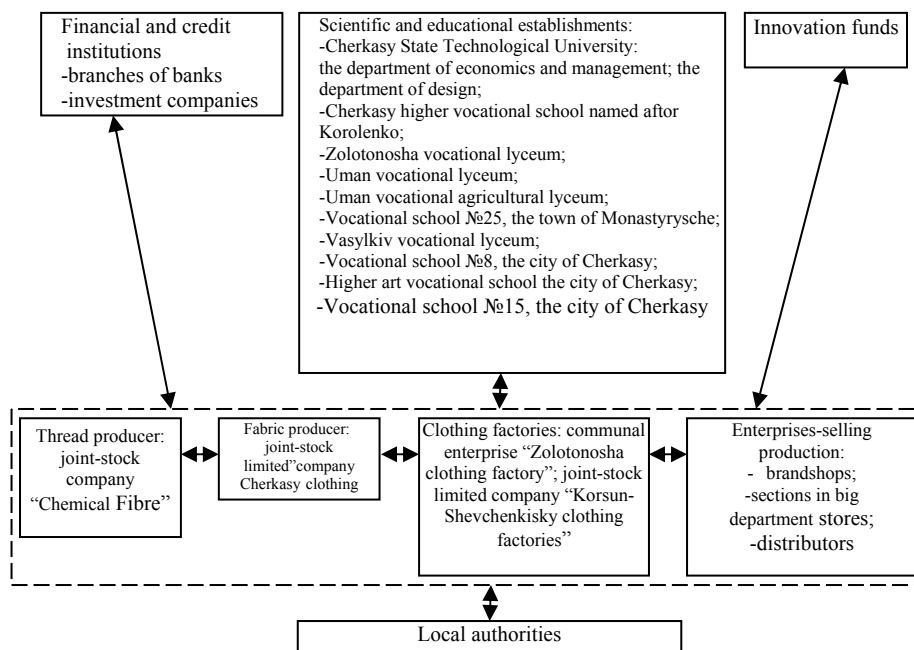 Financial and credit
institutions
-branches of banks
-investment companies
Scientific and educational establishments:
-Cherkasy State Technological University:
the department of economics and management; the
department of design;
-Cherkasy higher vocational school named aftor
Korolenko;
-Zolotonosha vocational lyceum;
-Uman vocational lyceum;
-Uman vocational agricultural lyceum;
-Vocational school №25, the town of Monastyrysche;
-Vasylkiv vocational lyceum;
-Vocational school №8, the city of Cherkasy;
-Higher art vocational school the city of Cherkasy;
-Vocational school №15, the city of Cherkasy
Innovation funds
Thread producer:
joint-stock
company
“Chemical Fibre”
Fabric producer:
joint-stock
limited”company
Cherkasy clothing
Clothing factories: communal
enterprise “Zolotonosha
clothing factory”; joint-stock
limited company “Korsun-
Shevchenkisky clothing
factories”
Enterprises-selling
production:
- brandshops;
-sections in big
department stores;
-distributors
Local authorities